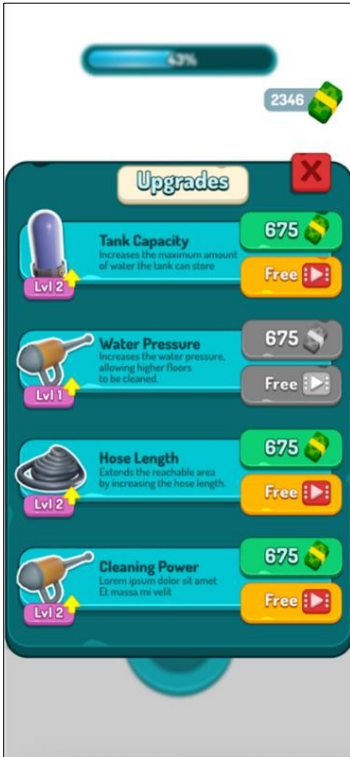 43%
2346
Upgrades
X
Tank Capacity
Increases the maximum amount
of water the tank can store
Lvl 2
675
Free
Water Pressure
Increases the water pressure,
allowing higher floors
to be cleaned.
Lvl 1
675
Free
Hose Length
Extends the reachable area
by increasing the hose length.
Lvl 2
675
Free
Cleaning Power
Lorem ipsum dolor sit amet
Et massa mi velit
Lvl 2
675
Free